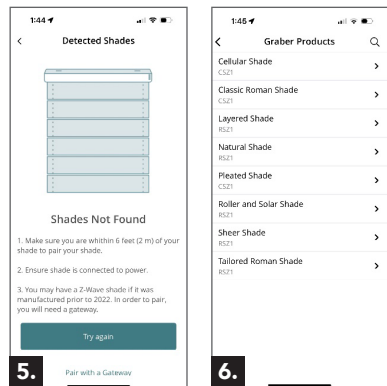 1:44
Detected Shades
Shades Not Found
1. Make sure you are whithin 6 feet (2 m) of your
shade to pair your shade.
2. Ensure shade is connected to power.
3. You may have a Z-Wave shade if it was
manufactured prior to 2022. In order to pair,
you will need a gateway.
Try again
5.
Pair with a Gateway
1:45
Graber Products
Cellular Shade
CSZ1
Classic Roman Shade
CSZ1
Layered Shade
RSZ1
Natural Shade
RSZ1
Pleated Shade
CSZ1
Roller and Solar Shade
RSZ1
Sheer Shade
RSZ1
Tailored Roman Shade
RSZ1
6.